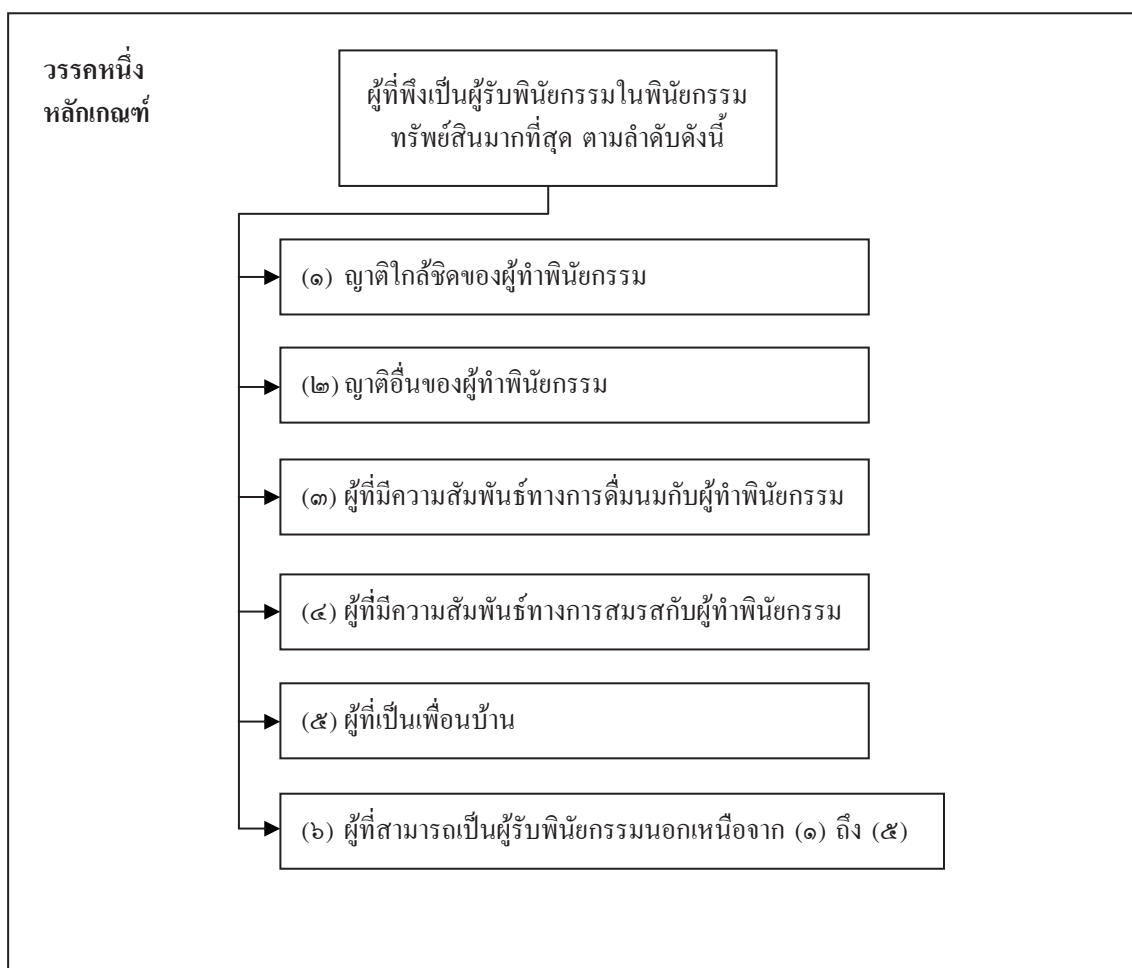 วรรคหนึ่ง
หลักเกณฑ์
ผู้ที่พึงเป็นผู้รับพินัยกรรมในพินัยกรรม
ทรัพย์สินมากที่สุด ตามลำดับดังนี้
(๑) ญาติใกล้ชิดของผู้ทำพินัยกรรม
(๒) ญาติอื่นของผู้ทำพินัยกรรม
(๓) ผู้ที่มีความสัมพันธ์ทางการดื่มนมกับผู้ทำพินัยกรรม
(๔) ผู้ที่มีความสัมพันธ์ทางการสมรสกับผู้ทำพินัยกรรม
(๕) ผู้ที่เป็นเพื่อนบ้าน
(๖) ผู้ที่สามารถเป็นผู้รับพินัยกรรมนอกเหนือจาก (๑) ถึง (๕)